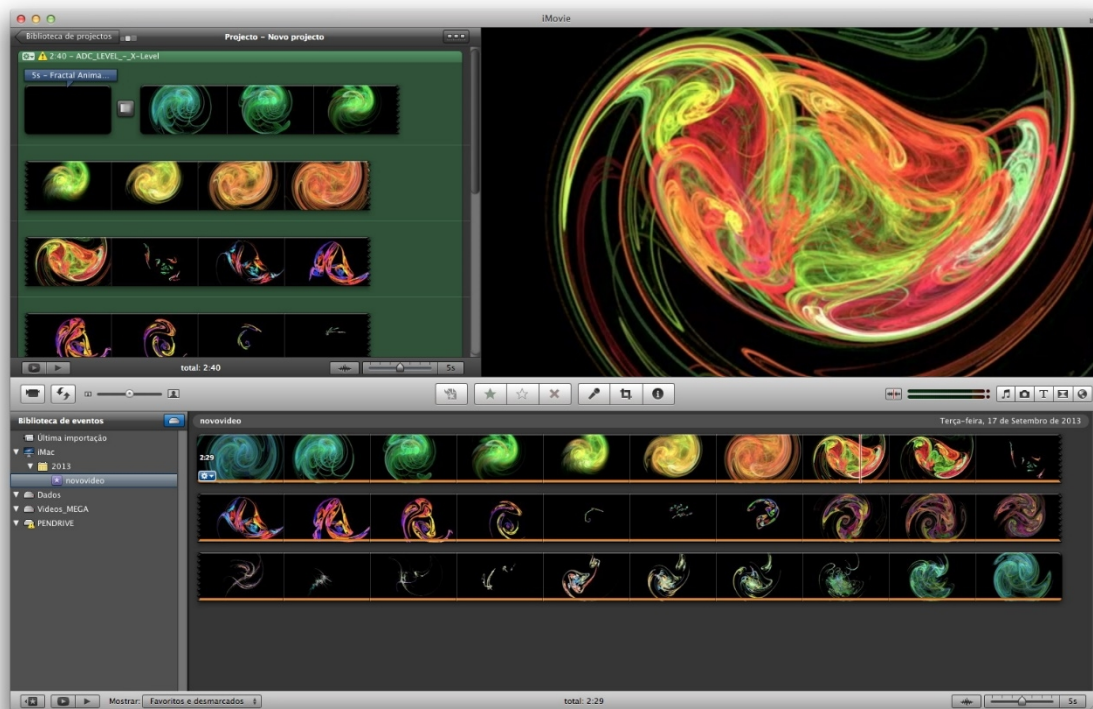 iMovie
Biblioteca de projectos
Projecto – Novo projecto
2:40 – ADC_LEVEL_-_X-Level
5s – Fractal Anima...
total: 2:40
5s
Biblioteca de eventos
novovideo
Terça-feira, 17 de Setembro de 2013
Última importação
iMac
2013
novovideo
Dados
Videos_MEGA
PENDRIVE
2:29
Mostrar: Favoritos e desmarcados
total: 2:29
5s